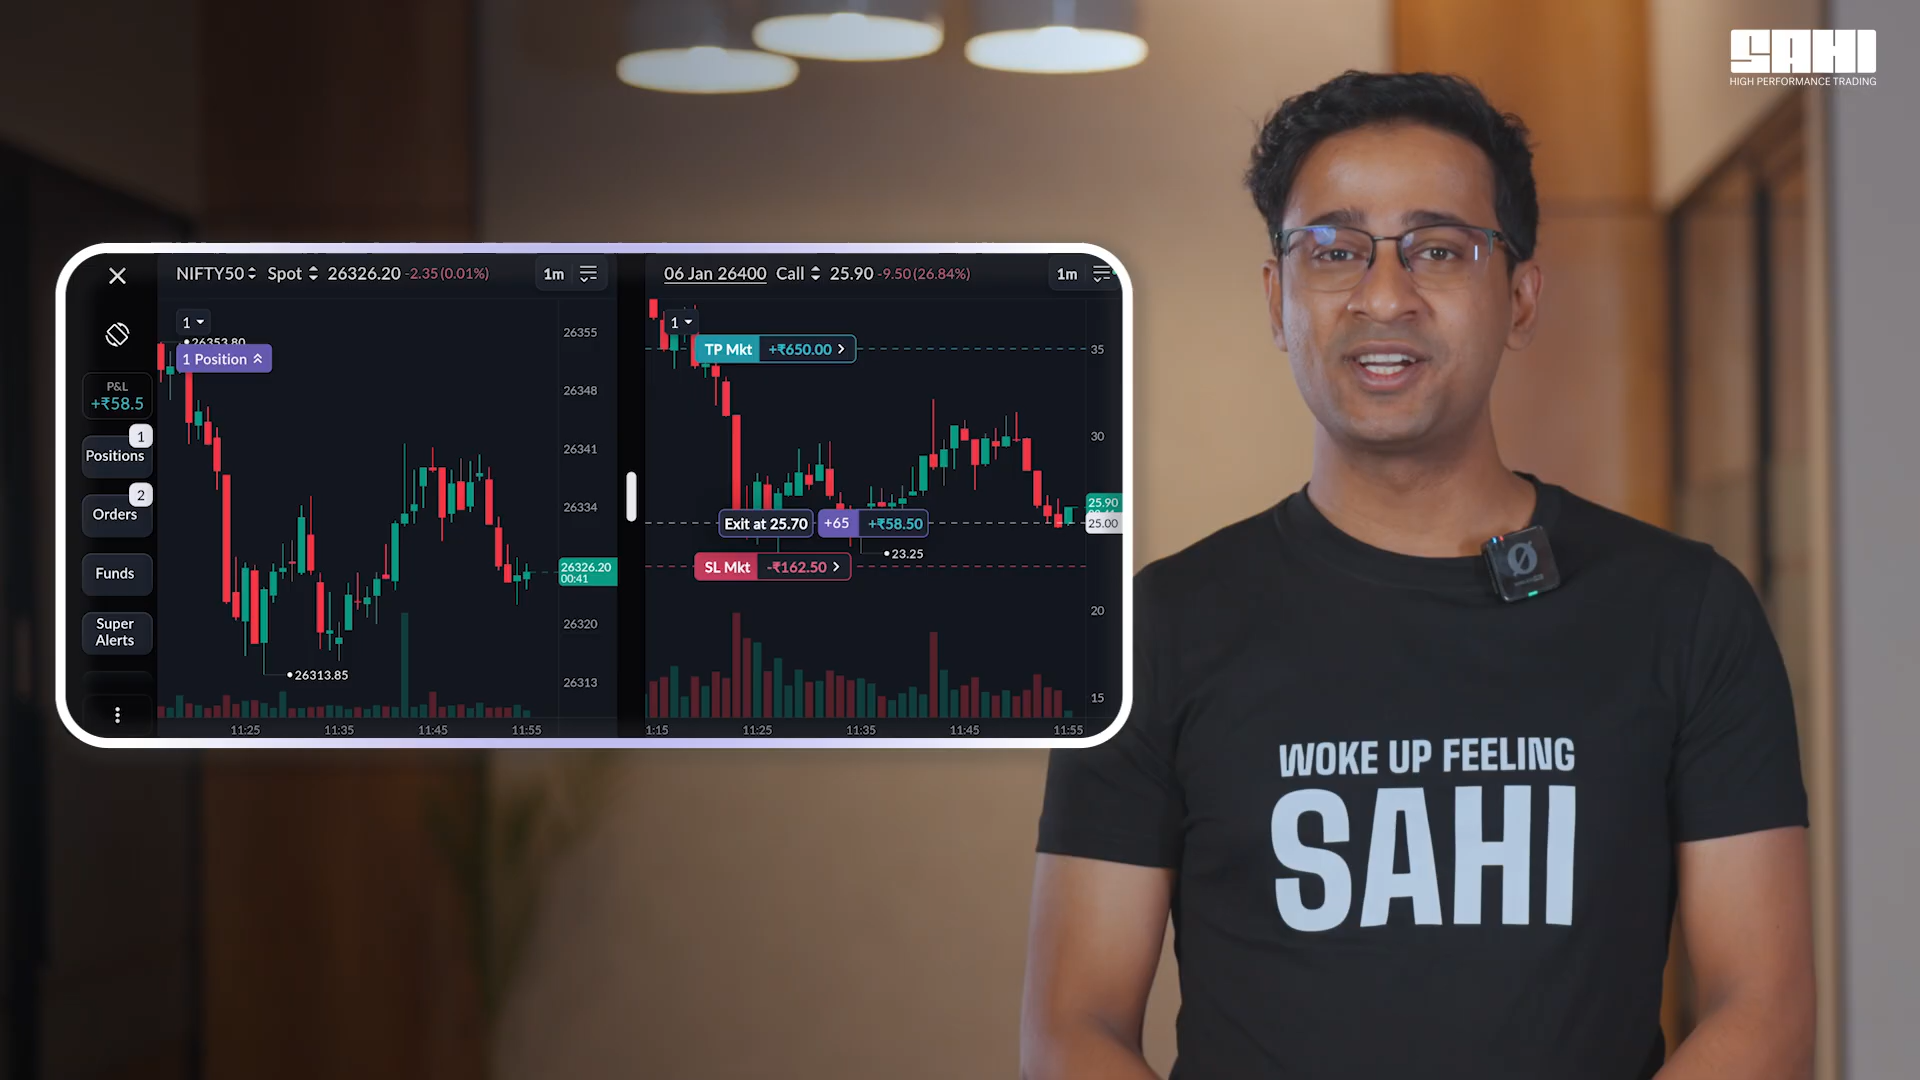 SAHI
HIGH PERFORMANCE TRADING
NIFTY50 Spot 26326.20 -2.35(0.01%) 1m
1
26353.80
1 Position
P&L
+₹58.5
1
Positions
2
Orders
Funds
Super
Alerts
26355
26348
26341
26334
26326.20
00:41
26320
26313
26313.85
11:25 11:35 11:45 11:55
06 Jan 26400 Call 25.90 -9.50(26.84%) 1m
1
TP Mkt +₹650.00
Exit at 25.70 +65 +₹58.50
23.25
SL Mkt -₹162.50
35
30
25.90
25.00
20
15
1:15 11:25 11:35 11:45 11:55
WOKE UP FEELING
SAHI